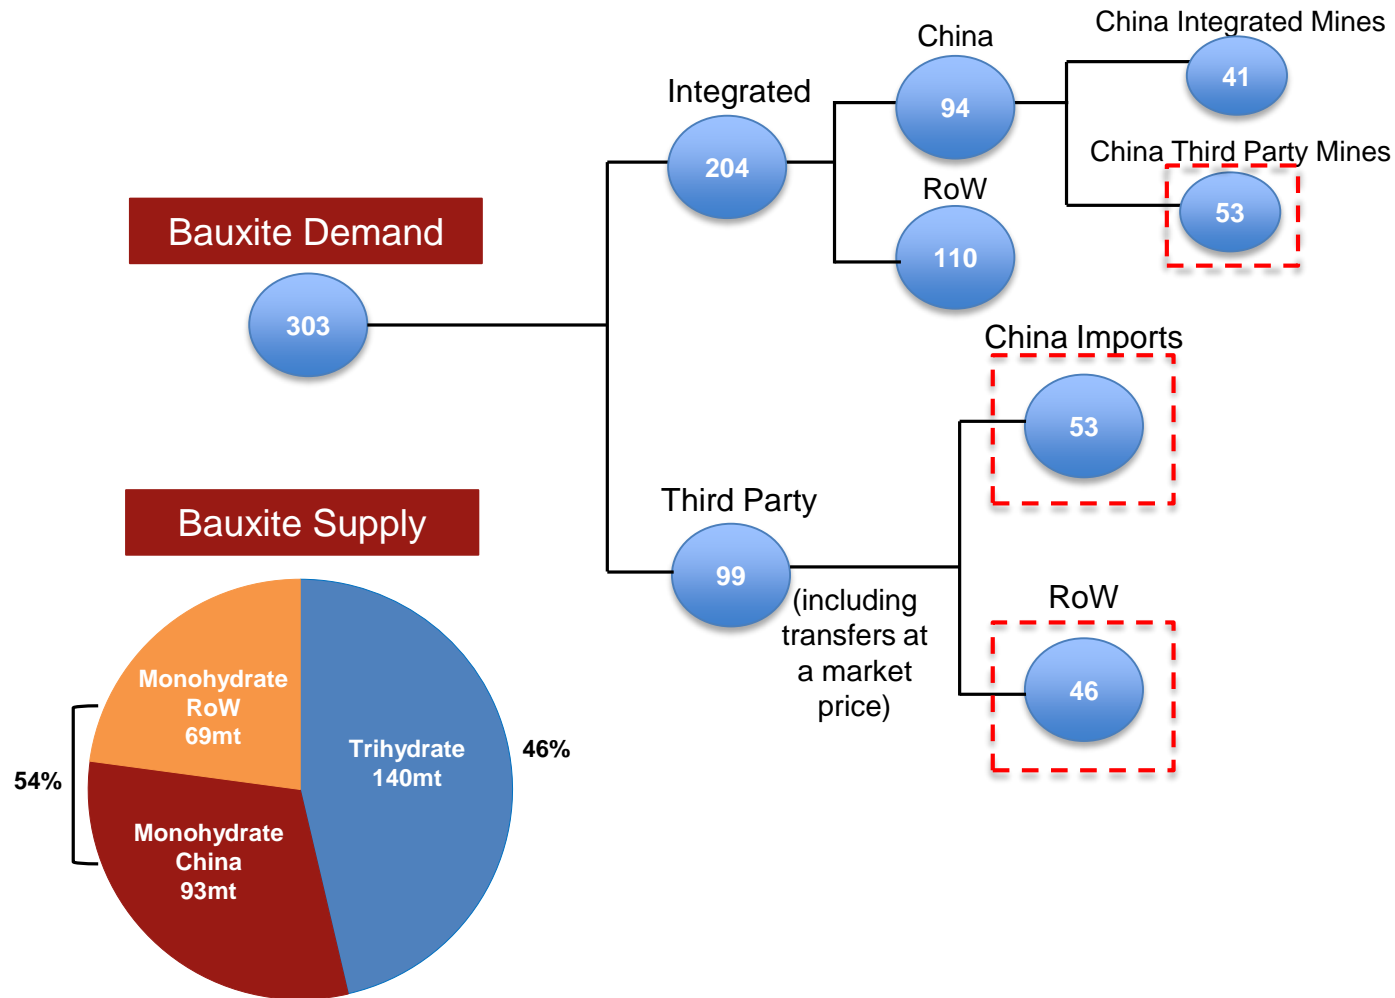 China Integrated Mines
41
China
94
Integrated
204
China Third Party Mines
53
RoW
110
Bauxite Demand
303
China Imports
53
Third Party
99
(including
transfers at
a market
price)
RoW
46
Bauxite Supply
Monohydrate
RoW
69mt
Trihydrate
140mt
46%
54%
Monohydrate
China
93mt